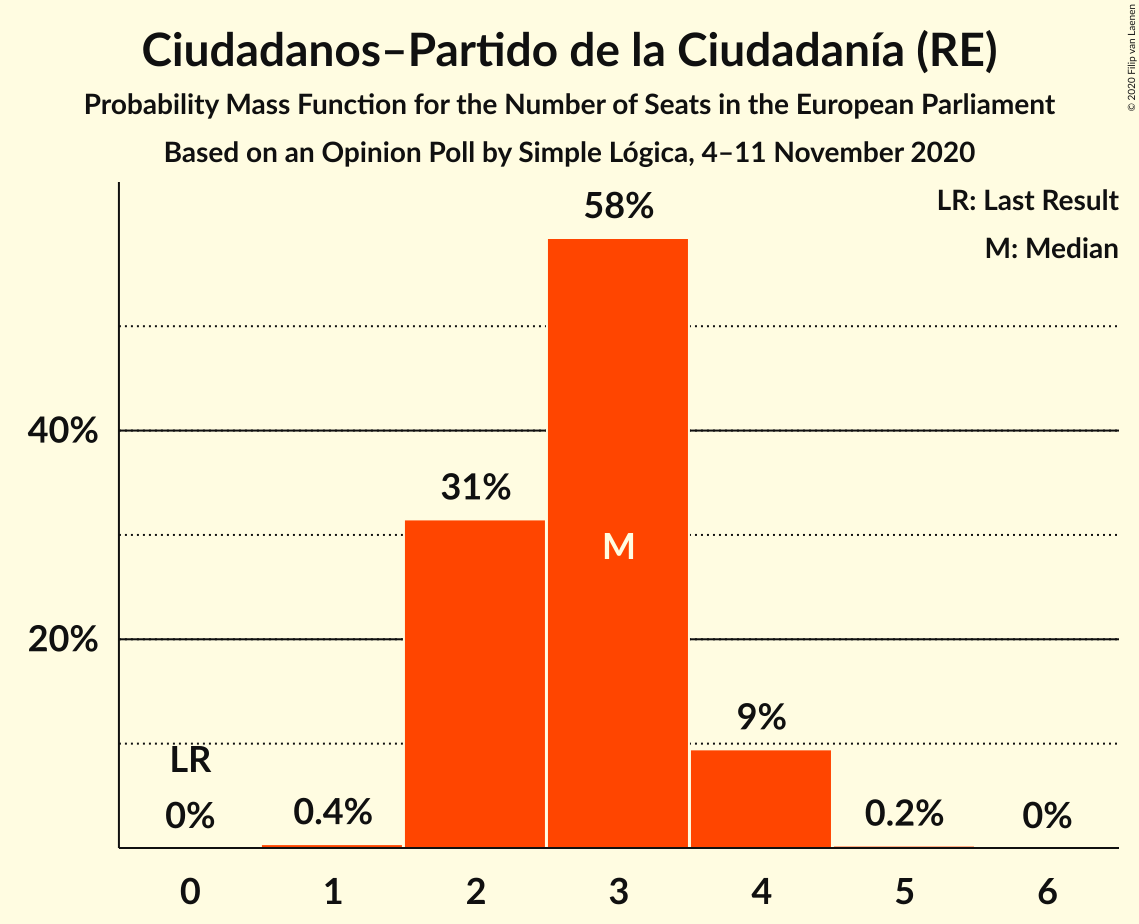 Ciudadanos–Partido de la Ciudadanía (RE)
Probability Mass Function for the Number of Seats in the European Parliament
Based on an Opinion Poll by Simple Lógica, 4–11 November 2020
© 2020 Filip van Laenen
LR: Last Result
M: Median
58%
40%
31%
M
20%
9%
LR
0%
0.4%
0.2%
0%
0 1 2 3 4 5 6